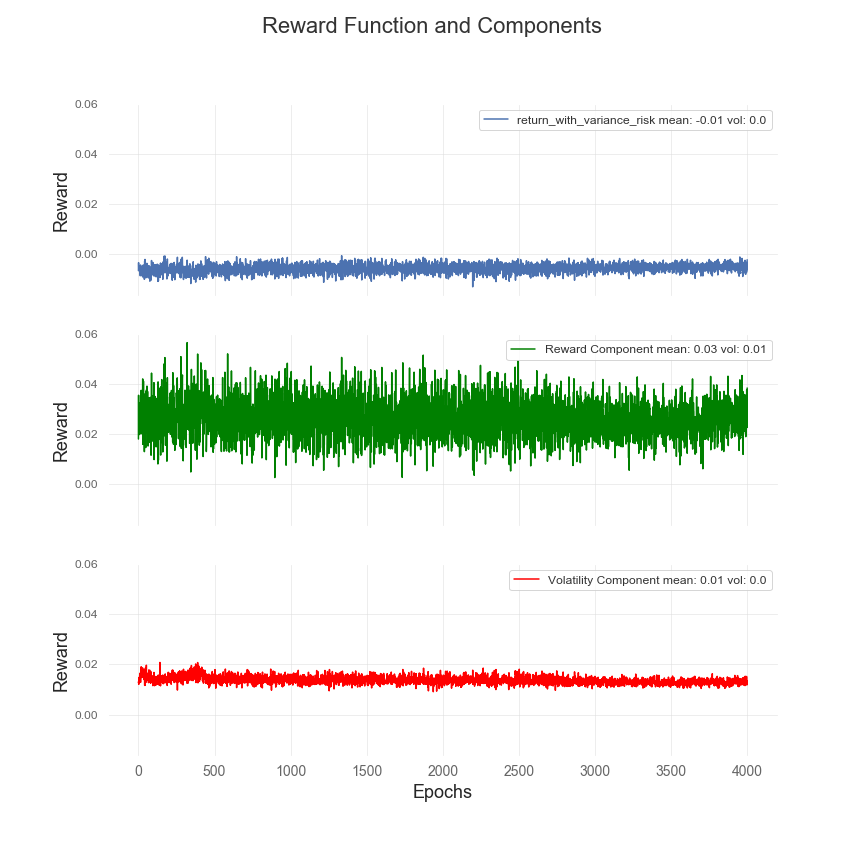 Reward Function and Components
0.06
return_with_variance_risk mean: -0.01 vol: 0.0
0.04
0.02
0.00
Reward
0.06
Reward Component mean: 0.03 vol: 0.01
0.04
0.02
0.00
Reward
0.06
Volatility Component mean: 0.01 vol: 0.0
0.04
0.02
0.00
Reward
0 500 1000 1500 2000 2500 3000 3500 4000
Epochs